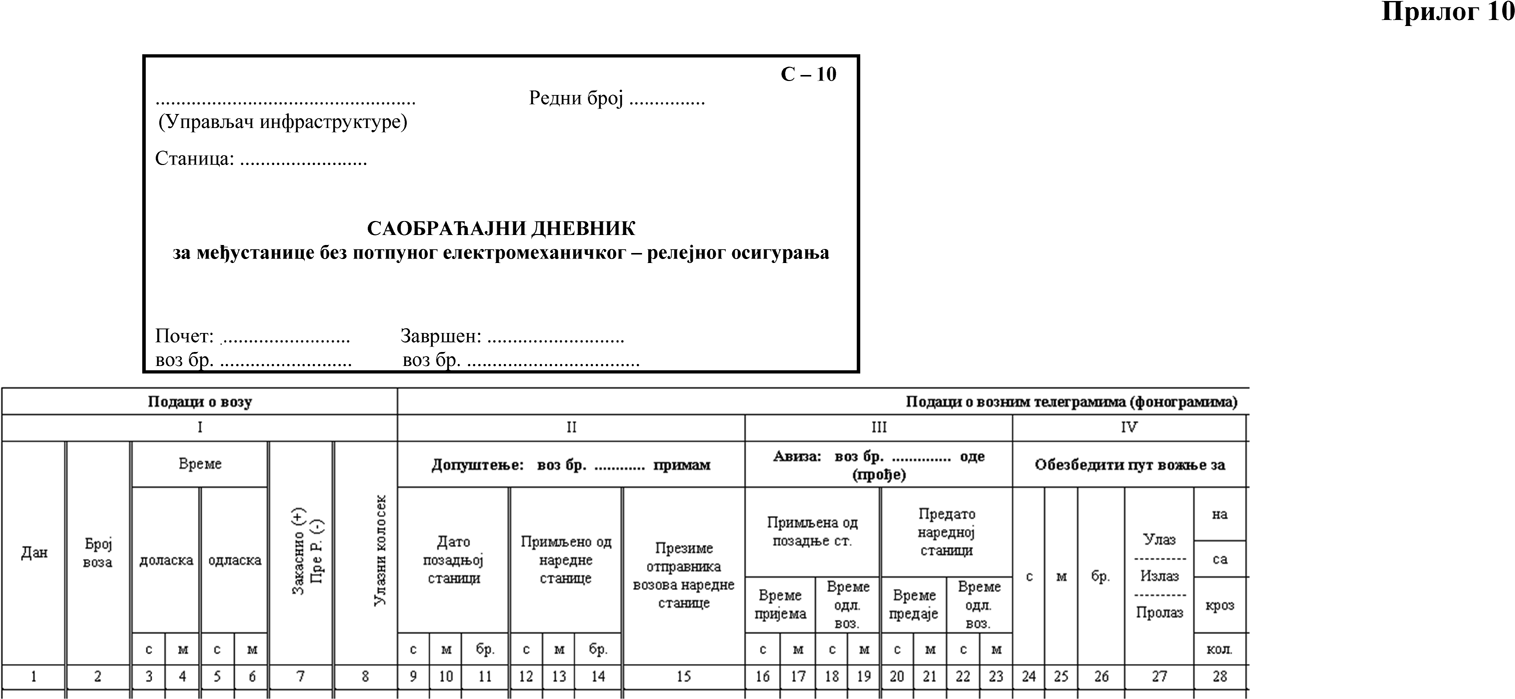 Прилог 10
С – 10
................................................... Редни број ...............
(Управљач инфраструктуре)
Станица: .........................
САОБРАЋАЈНИ ДНЕВНИК
за међустанице без потпуног електромеханичког – релејног осигурања
Почет: .......................... Завршен: ...........................
воз бр. .......................... воз бр. ..................................
Подаци о возу Подаци о возним телеграмима (фонограмима)
I II III IV
Време Допуштење: воз бр. ............ примам Авиза: воз бр. .............. оде Обезбедити пут вожње за
(прође)
Дан
Број
воза
доласка
одласка
Закаснио (+)
Пре Р. (-)
Улазни колосек
Дато
позадњој
станици
Примљено од
наредне
станице
Презиме
отправника
возова наредне
станице
Примљена од
позадње ст.
Предато
наредној
станици
Време
пријема
Време
одл.
воз.
Време
предаје
Време
одл.
воз.
с
м
бр.
Улаз
Излаз
Пролаз
на
са
кроз
кол.
с м с м с м бр. с м бр. с м с м с м с м
1 2 3 4 5 6 7 8 9 10 11 12 13 14 15 16 17 18 19 20 21 22 23 24 25 26 27 28